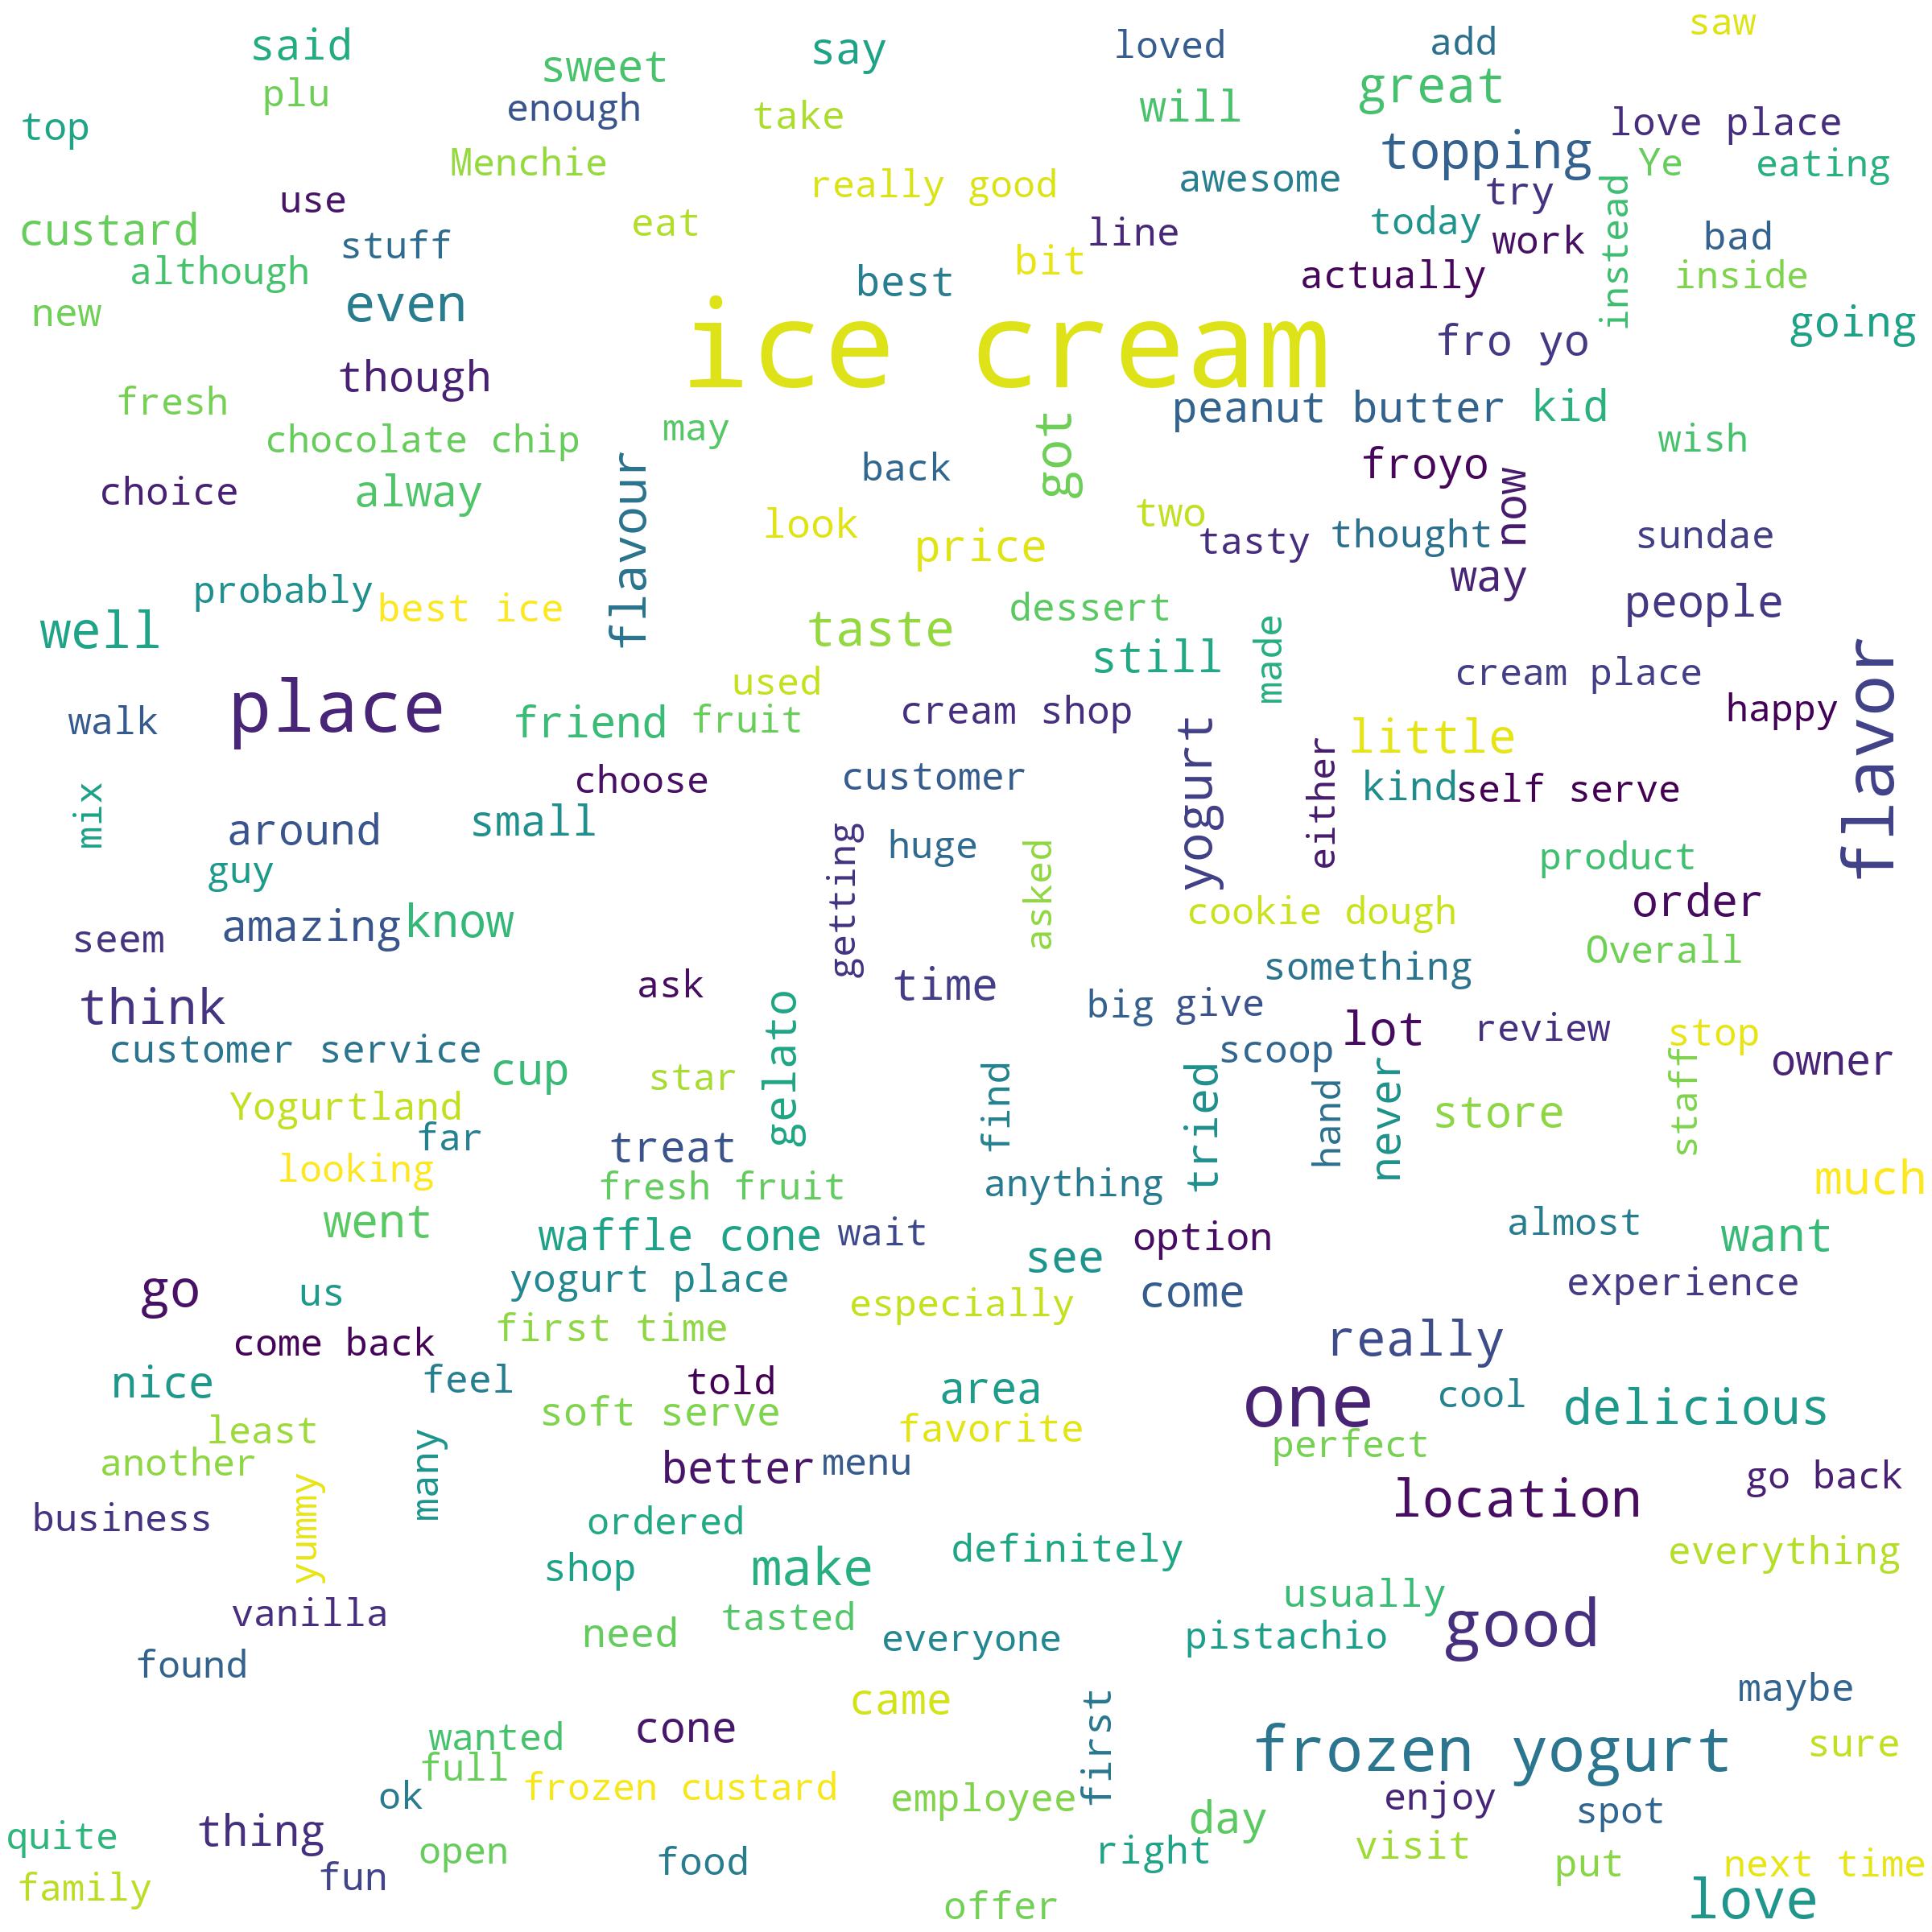 saw
said
say
loved
add
sweet
great
plu
enough
take
will
top
love place
topping
Menchie
Ye
eating
really good
awesome
try
use
instead
eat
today
custard
stuff
line
work
bad
although
bit
actually
inside
best
new
even
ice cream
going
fro yo
though
fresh
peanut butter
kid
may
got
chocolate chip
wish
back
froyo
choice
alway
flavour
now
look
two
price
tasty
thought
sundae
way
probably
best ice
dessert
people
well
taste
still
made
cream place
used
place
walk
friend
fruit
cream shop
happy
flavor
little
yogurt
choose
customer
kind
self serve
either
mix
around
small
huge
guy
getting
asked
product
order
amazing
know
cookie dough
seem
Overall
something
ask
time
think
big
give
lot
review
stop
customer service
scoop
owner
cup
star
gelato
find
tried
hand
never
store
staff
Yogurtland
far
treat
looking
fresh fruit
anything
much
went
waffle cone
wait
option
almost
want
see
yogurt place
go
us
come
experience
especially
first time
come back
really
nice
feel
told
area
one
cool
delicious
soft serve
least
favorite
perfect
another
many
better
menu
go back
business
yummy
location
ordered
definitely
everything
shop
make
usually
vanilla
need
tasted
everyone
pistachio
good
found
maybe
came
first
wanted
cone
frozen yogurt
sure
full
ok
frozen custard
employee
enjoy
spot
day
quite
thing
open
food
right
visit
put
next time
family
fun
offer
love